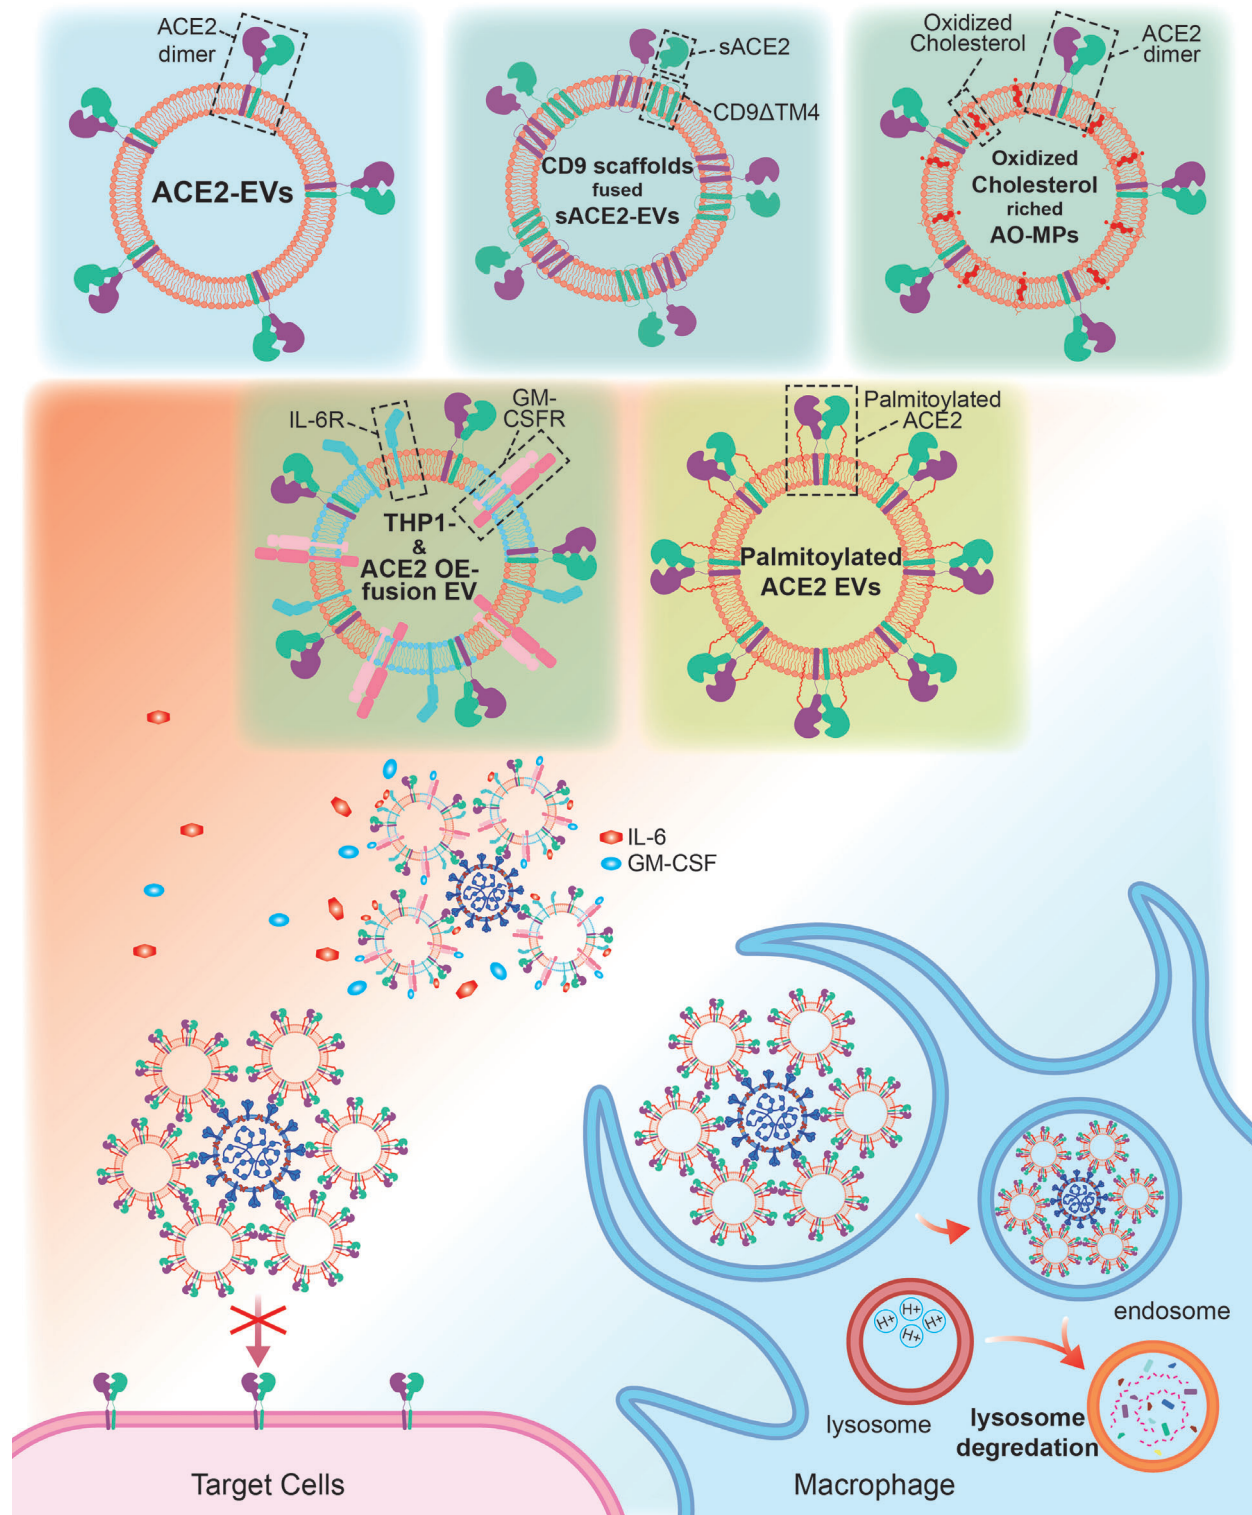 ACE2
dimer
ACE2-EVs
sACE2
CD9ΔTM4
CD9 scaffolds
fused
sACE2-EVs
Oxidized
Cholesterol
ACE2
dimer
Oxidized
Cholesterol
riched
AO-MPs
IL-6R
GM-
CSFR
THP1-
&
ACE2 OE-
fusion EV
Palmitoylated
ACE2
Palmitoylated
ACE2 EVs
IL-6
GM-CSF
endosome
H+
H+
H+
H+
lysosome
lysosome
degredation
Target Cells
Macrophage